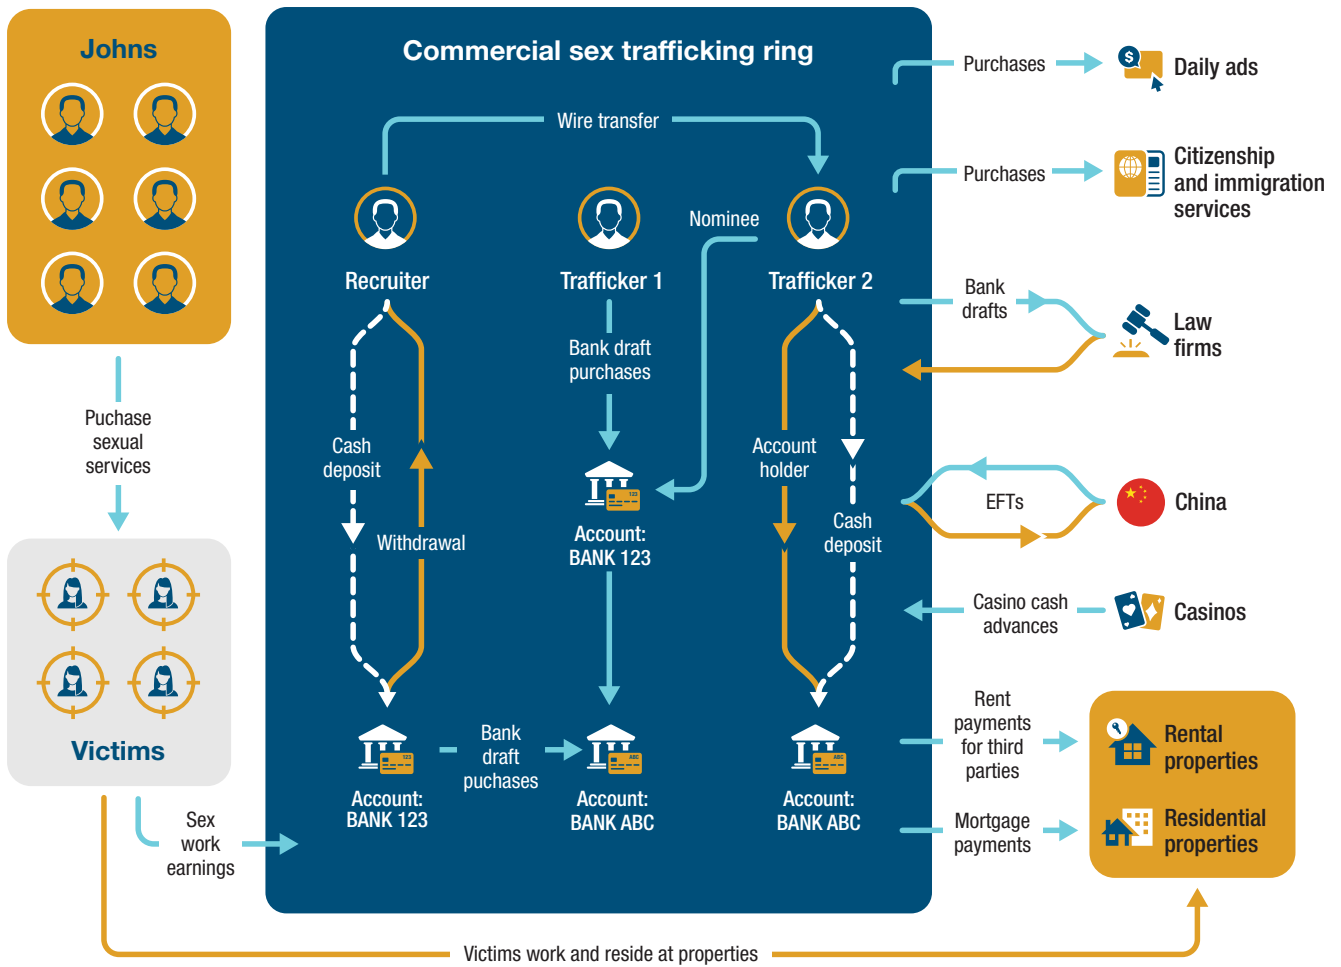 Johns
Commercial sex trafficking ring
Purchases
Daily ads
Wire transfer
Purchases
Citizenship
and immigration
services
Nominee
Recruiter
Trafficker 1
Trafficker 2
Bank
drafts
Law
firms
Bank draft
purchases
Puchase
sexual
services
Cash
deposit
Account
holder
Withdrawal
123
Account:
BANK 123
Cash
deposit
EFTs
China
Casino cash
advances
Casinos
Victims
Rent
payments
for third
parties
Rental
properties
123
Bank
draft
puchases
ABC
ABC
Account:
BANK 123
Account:
BANK ABC
Account:
BANK ABC
Mortgage
payments
Residential
properties
Sex
work
earnings
Victims work and reside at properties